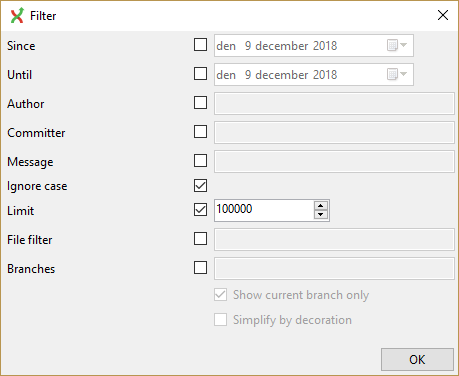 Filter
Since den 9 december 2018
Until den 9 december 2018
Author
Committer
Message
Ignore case
Limit 100000
File filter
Branches
Show current branch only
Simplify by decoration
OK